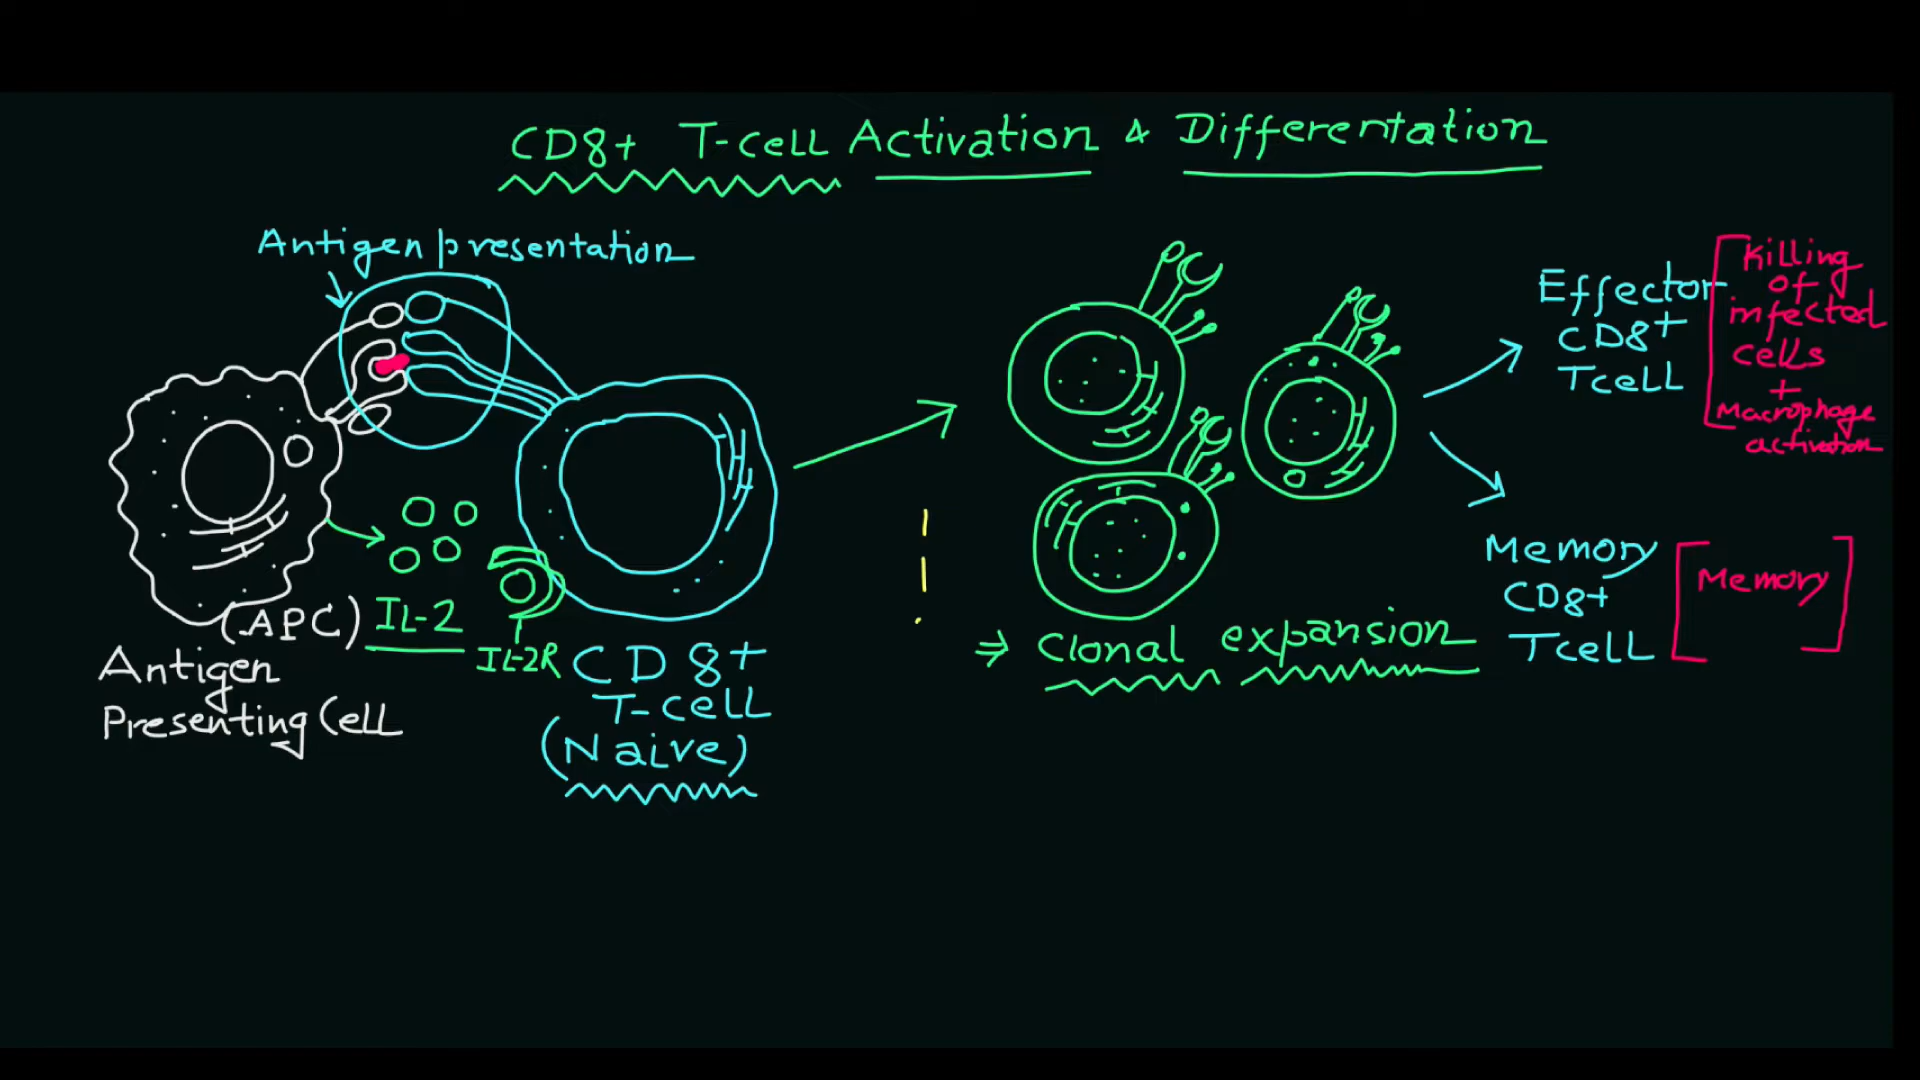 CD8+ T-cell Activation & Differentation
Antigen presentation
(APC)
Antigen
Presenting Cell
IL-2
IL-2R
CD8+
T-cell
(Naive)
⇒ Clonal expansion
Effector
CD8+
Tcell
Killing
of
infected
cells
+
Macrophage
activation
Memory
CD8+
Tcell
Memory